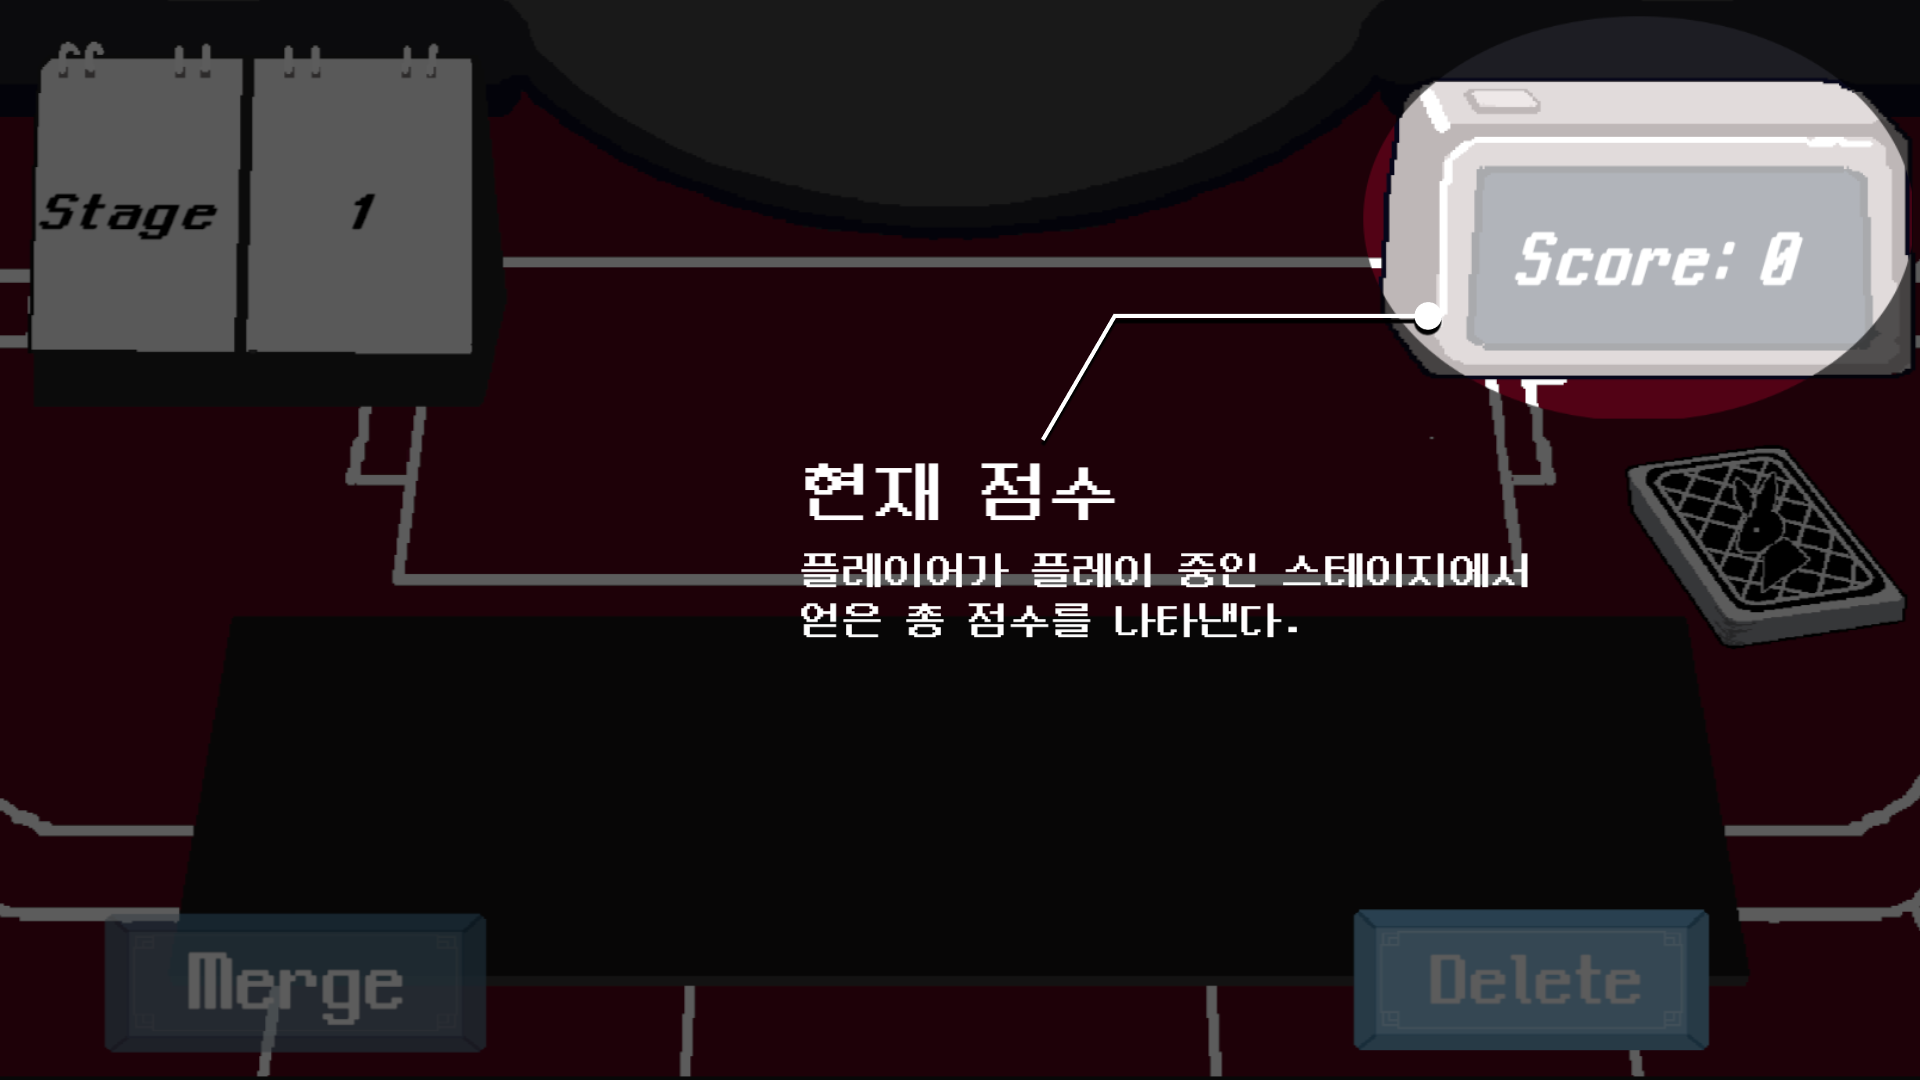 Stage 1
Score: 0
현재 점수
플레이어가 플레이 중인 스테이지에서
얻은 총 점수를 나타낸다.
Merge
Delete